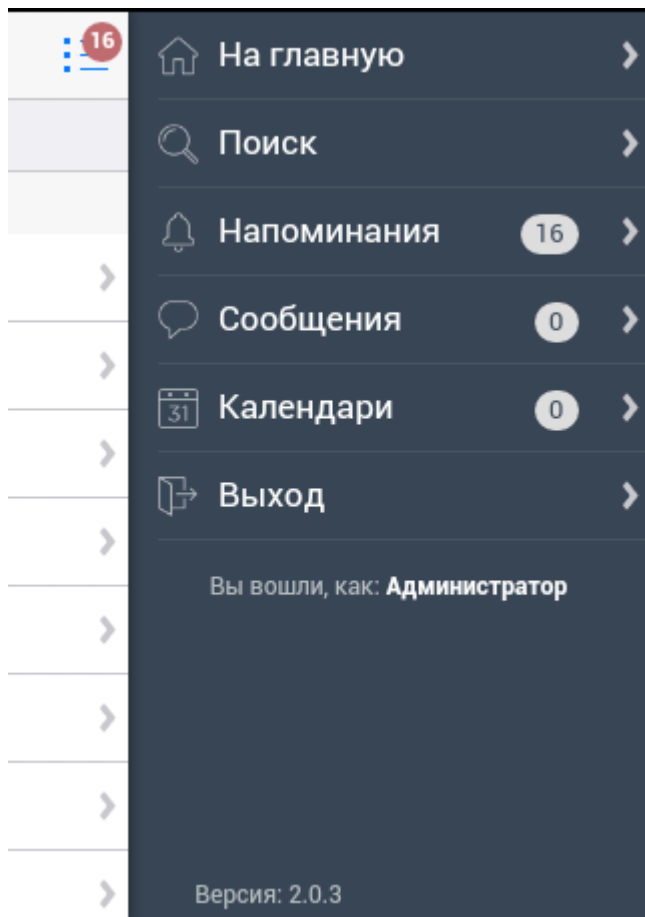 16
На главную
Поиск
Напоминания 16
Сообщения 0
31 Календари 0
Выход
Вы вошли, как: Администратор
Версия: 2.0.3